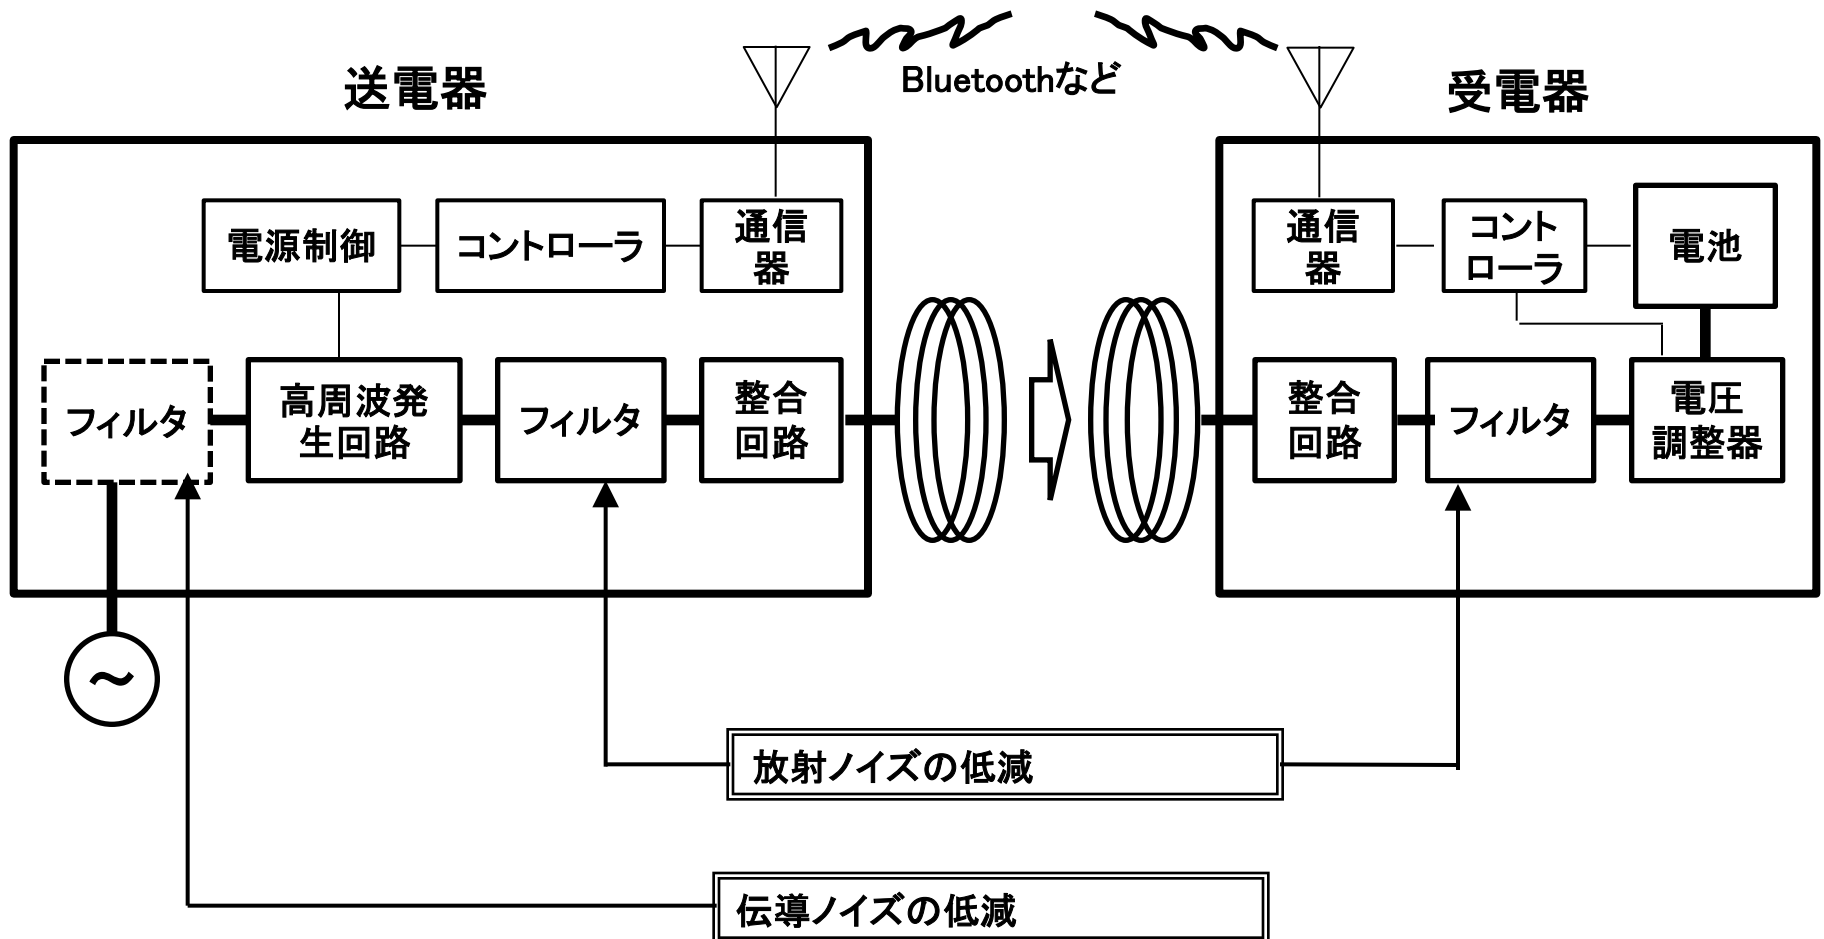 送電器
Bluetoothなど
受電器
電源制御
コントローラ
通信
器
通信
器
コント
ローラ
電池
フィルタ
高周波発
生回路
フィルタ
整合
回路
整合
回路
フィルタ
電圧
調整器
～
放射ノイズの低減
伝導ノイズの低減